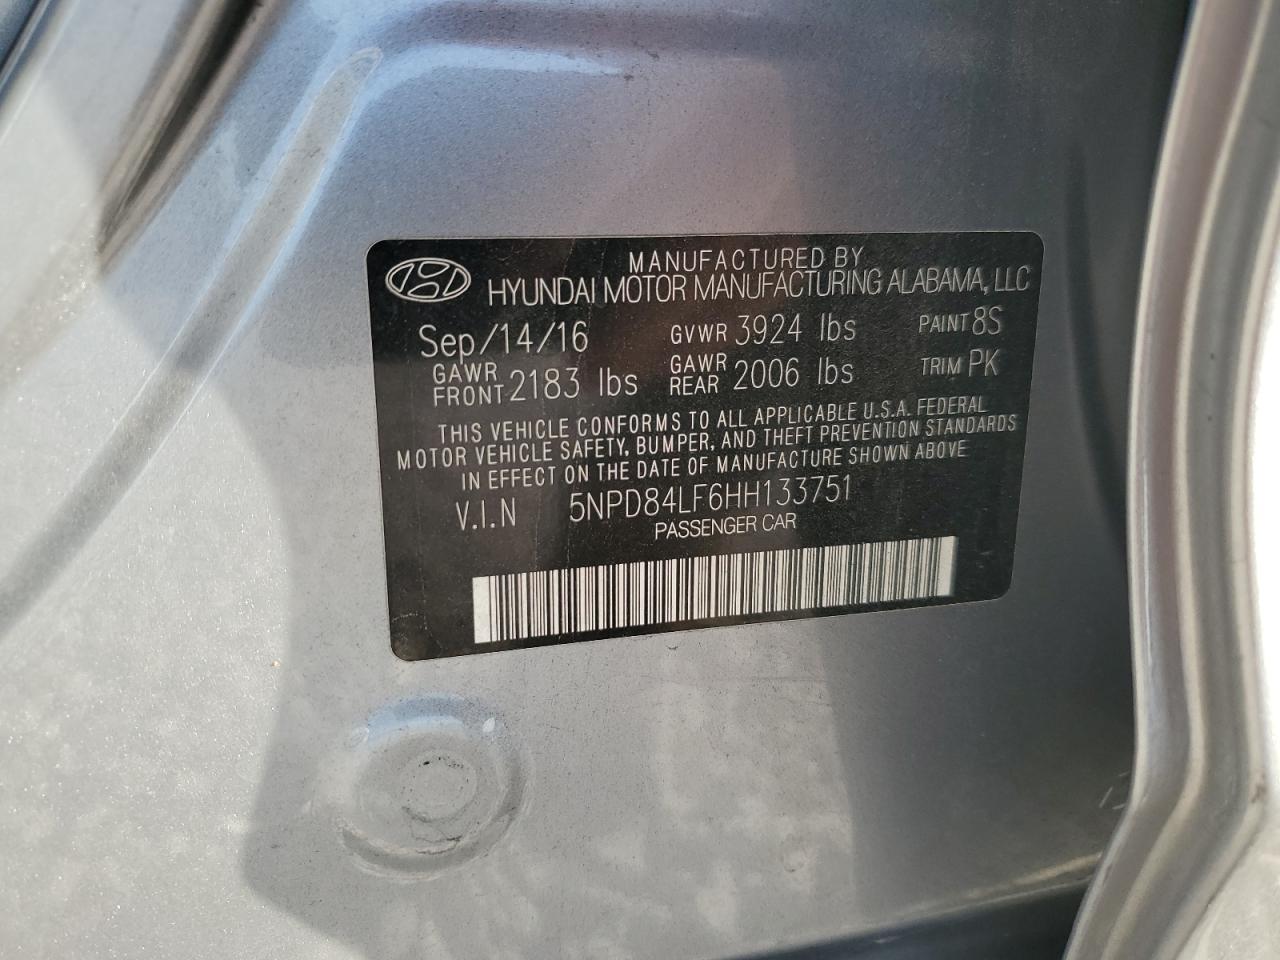 MANUFACTURED BY
HYUNDAI MOTOR MANUFACTURING ALABAMA, LLC
Sep/14/16 GVWR 3924 lbs PAINT 8S
GAWR FRONT 2183 lbs GAWR REAR 2006 lbs TRIM PK
THIS VEHICLE CONFORMS TO ALL APPLICABLE U.S.A. FEDERAL
MOTOR VEHICLE SAFETY, BUMPER, AND THEFT PREVENTION STANDARDS
IN EFFECT ON THE DATE OF MANUFACTURE SHOWN ABOVE
V.I.N 5NPD84LF6HH133751
PASSENGER CAR